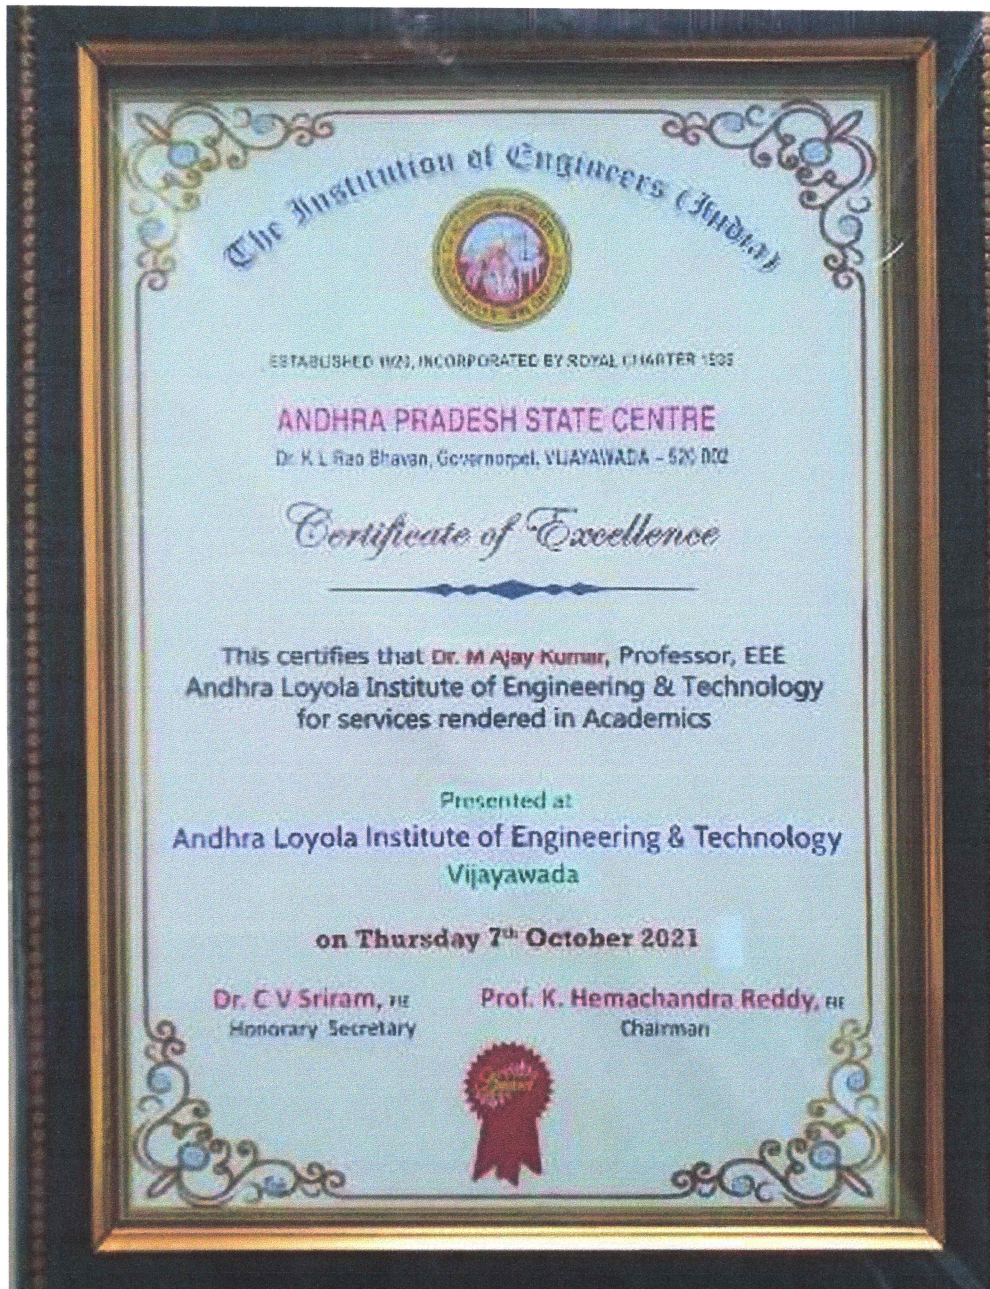 The Institution of Engineers (India)
ESTABLISHED 1920, INCORPORATED BY ROYAL CHARTER 1935
ANDHRA PRADESH STATE CENTRE
Dr. K L Rao Bhavan, Governorpet, VIJAYAWADA – 520 002
Certificate of Excellence
This certifies that Dr. M Ajay Kumar, Professor, EEE
Andhra Loyola Institute of Engineering & Technology
for services rendered in Academics
Presented at
Andhra Loyola Institute of Engineering & Technology
Vijayawada
on Thursday 7th October 2021
Dr. C V Sriram, FIE
Prof. K. Hemachandra Reddy, FIE
Honorary Secretary
Chairman